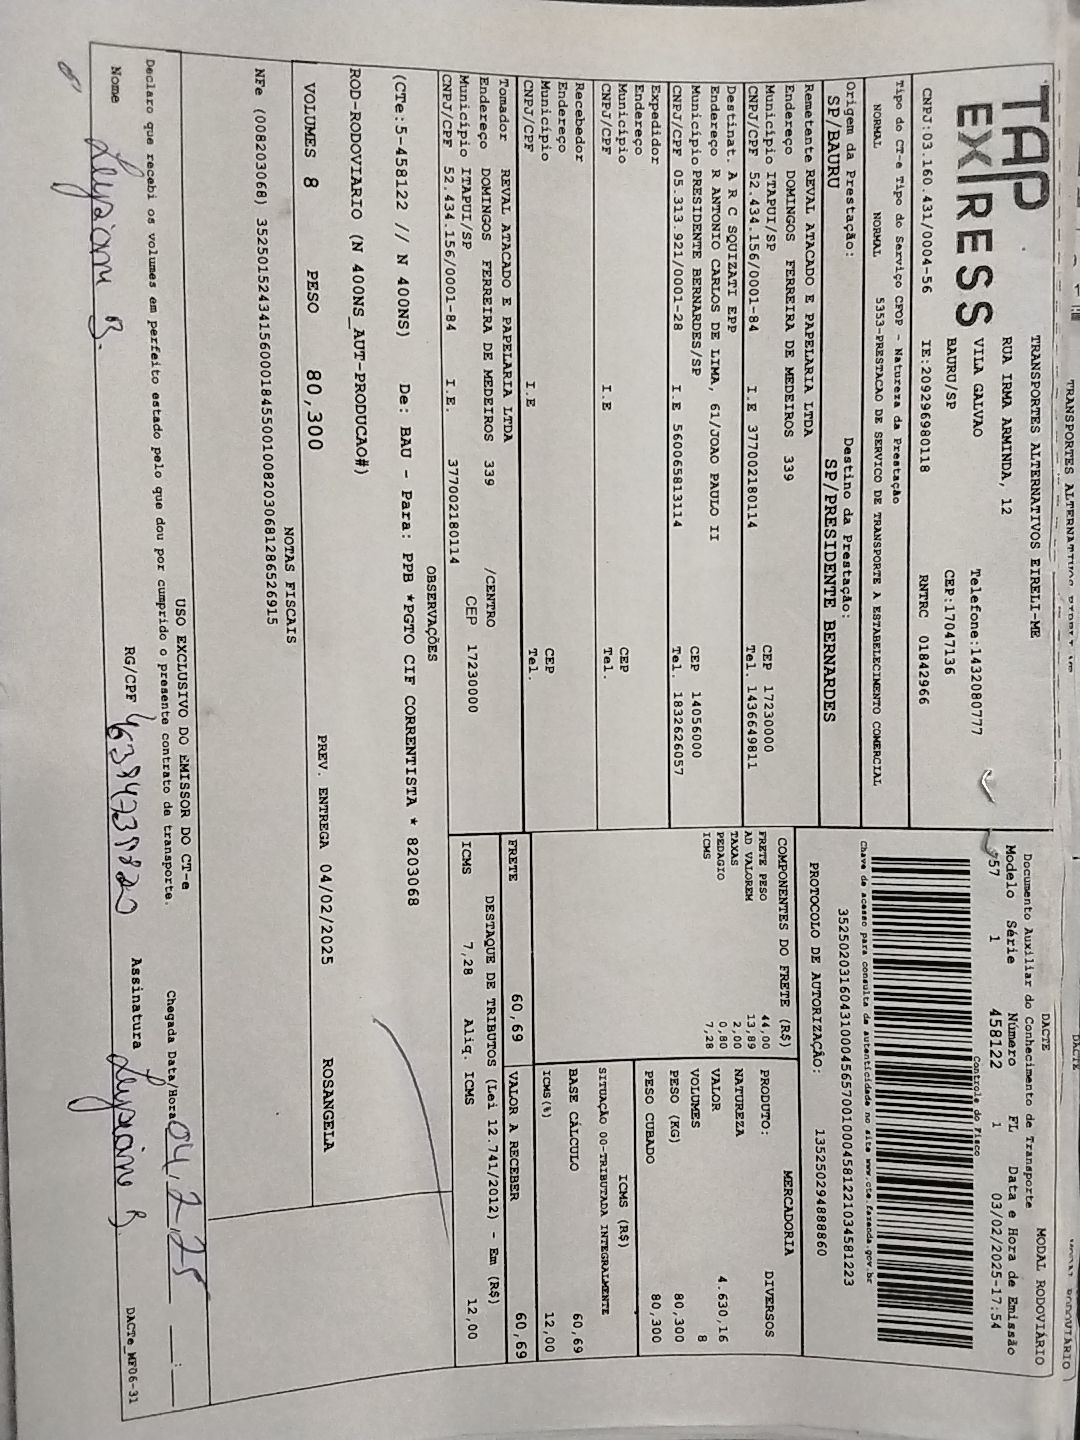 TAP
EXPRESS
TRANSPORTES ALTERNATIVOS EIRELI-ME
RUA IRMA ARMINDA, 12
VILA GALVAO Telefone:1432080777
BAURU/SP CEP:17047136
CNPJ:03.160.431/0004-56 IE:209296980118 RNTRC 01842966
DACTE MODAL RODOVIÁRIO
Documento Auxiliar do Conhecimento de Transporte
Modelo Série Número FL Data e Hora de Emissão
57 1 458122 1 03/02/2025-17:54
Controle do Fisco
Chave de acesso para consulta de autenticidade no site www.cte.fazenda.gov.br
35250203160431000456570010004581221034581223
PROTOCOLO DE AUTORIZAÇÃO: 135250294888860
Tipo do CT-e Tipo do Serviço CFOP - Natureza da Prestação
NORMAL NORMAL 5353-PRESTACAO DE SERVICO DE TRANSPORTE A ESTABELECIMENTO COMERCIAL
Origem da Prestação: Destino da Prestação:
SP/BAURU SP/PRESIDENTE BERNARDES
Remetente REVAL ATACADO E PAPELARIA LTDA
Endereço DOMINGOS FERREIRA DE MEDEIROS 339
Município ITAPUI/SP CEP 17230000
CNPJ/CPF 52.434.156/0001-84 I.E 377002180114 Tel. 1436649811
Destinat. A R C SQUIZATI EPP
Endereço R ANTONIO CARLOS DE LIMA, 61/JOAO PAULO II
Município PRESIDENTE BERNARDES/SP CEP 14056000
CNPJ/CPF 05.313.921/0001-28 I.E 560065813114 Tel. 1832626057
Expedidor
Endereço
Município CEP
CNPJ/CPF I.E Tel.
Recebedor
Endereço
Município CEP
CNPJ/CPF I.E Tel.
Tomador REVAL ATACADO E PAPELARIA LTDA
Endereço DOMINGOS FERREIRA DE MEDEIROS 339 /CENTRO
Município ITAPUI/SP CEP 17230000
CNPJ/CPF 52.434.156/0001-84 I.E. 377002180114
COMPONENTES DO FRETE (R$)
FRETE PESO 44,00
AD VALOREM 13,89
TAXAS 2,00
PEDAGIO 0,80
ICMS 7,28
MERCADORIA
PRODUTO: DIVERSOS
NATUREZA
VALOR 4.630,16
VOLUMES 8
PESO (KG) 80,300
PESO CUBADO 80,300
ICMS (R$)
SITUAÇÃO 00-TRIBUTADA INTEGRALMENTE
BASE CÁLCULO 60,69
ICMS(%) 12,00
FRETE 60,69 VALOR A RECEBER 60,69
DESTAQUE DE TRIBUTOS (Lei 12.741/2012) - Em (R$)
ICMS 7,28 Aliq. ICMS 12,00
OBSERVAÇÕES
(CTe:5-458122 // N 400NS) De: BAU - Para: PPB *PGTO CIF CORRENTISTA * 8203068
ROD-RODOVIARIO (N 400NS_AUT-PRODUCAO#)
VOLUMES 8 PESO 80,300 PREV. ENTREGA 04/02/2025 ROSANGELA
NOTAS FISCAIS
NFe (008203068) 35250152434156000184550010082030681286526915
USO EXCLUSIVO DO EMISSOR DO CT-e
Declaro que recebi os volumes em perfeito estado pelo que dou por cumprido o presente contrato de transporte. Chegada Data/Hora 04, 2, 25 __:__
Nome RG/CPF 46384739820 Assinatura
DACTe_MF06-31